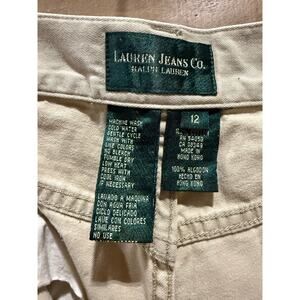 LAUREN JEANS CO.
RALPH LAUREN
MACHINE WASH
COLD WATER
GENTLE CYCLE
WASH WITH
LIKE COLORS
NO BLEACH
TUMBLE DRY
LOW HEAT
PRESS WITH
COOL IRON
IF NECESSARY
LAVADO A MAQUINA
CON AGUA FRIA
CICLO DELICADO
LAVE CON COLORES
SIMILARES
NO USE
12
MADE IN
HONG KONG
100% ALGODON
HECHO EN
HONG KONG